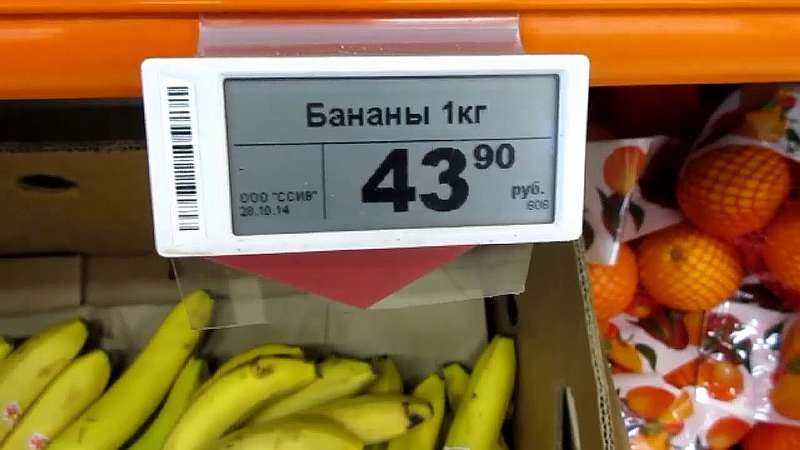 Бананы 1кг
43 90
руб.
ООО "ССИВ"
28.10.14
606